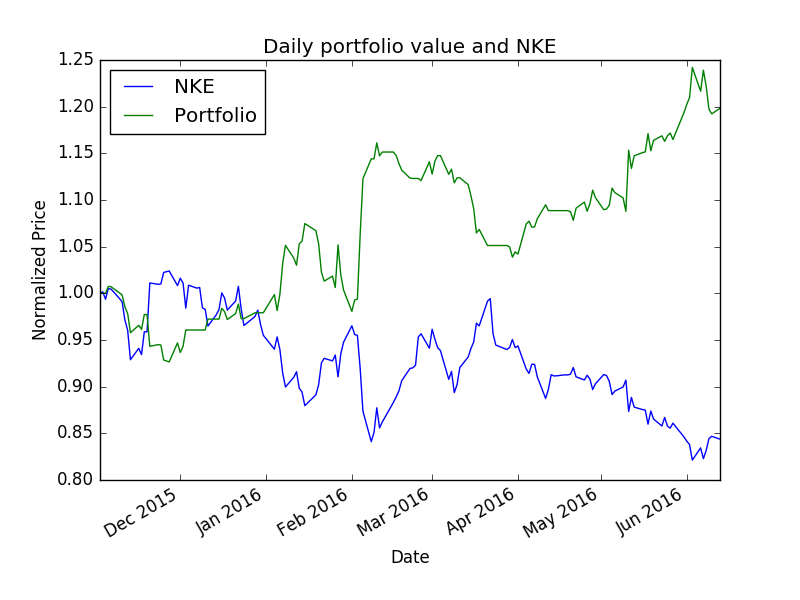 Daily portfolio value and NKE
NKE
Portfolio
1.25
1.20
1.15
1.10
1.05
1.00
0.95
0.90
0.85
0.80
Normalized Price
Dec 2015
Jan 2016
Feb 2016
Mar 2016
Apr 2016
May 2016
Jun 2016
Date